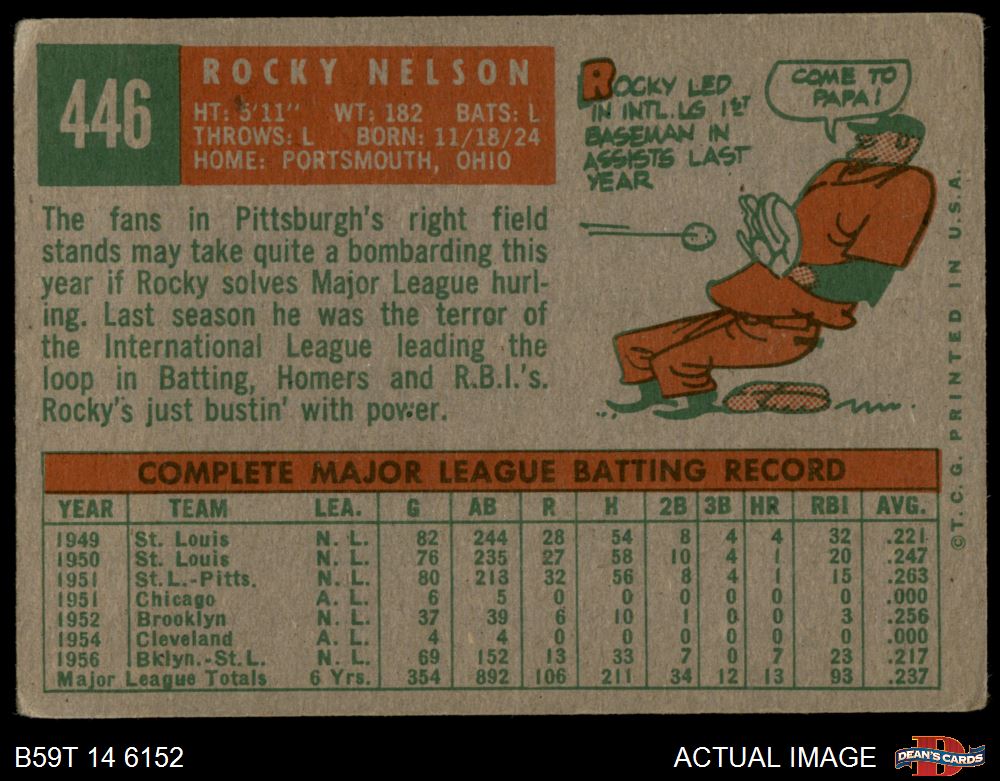 446
ROCKY NELSON
HT: 5'11" WT: 182 BATS: L
THROWS: L BORN: 11/18/24
HOME: PORTSMOUTH, OHIO
The fans in Pittsburgh's right field
stands may take quite a bombarding this
year if Rocky solves Major League hurl-
ing. Last season he was the terror of
the International League leading the
loop in Batting, Homers and R.B.I.'s.
Rocky's just bustin' with power.
ROCKY LED
IN INTL. LG 1ST
BASEMAN IN
ASSISTS LAST
YEAR
COME TO
PAPA!
© T. C. G. PRINTED IN U.S.A.
COMPLETE MAJOR LEAGUE BATTING RECORD
YEAR TEAM LEA. G AB R H 2B 3B HR RBI AVG.
1949 St. Louis N. L. 82 244 28 54 8 4 4 32 .221
1950 St. Louis N. L. 76 235 27 58 10 4 1 20 .247
1951 St.L.-Pitts. N. L. 80 213 32 56 8 4 1 15 .263
1951 Chicago A. L. 6 5 0 0 0 0 0 0 .000
1952 Brooklyn N. L. 37 39 6 10 1 0 0 3 .256
1954 Cleveland A. L. 4 4 0 0 0 0 0 0 .000
1956 Bklyn.-St.L. N. L. 69 152 13 33 7 0 7 23 .217
Major League Totals 6 Yrs. 354 892 106 211 34 12 13 93 .237
B59T 14 6152
ACTUAL IMAGE
D
DEAN'S CARDS